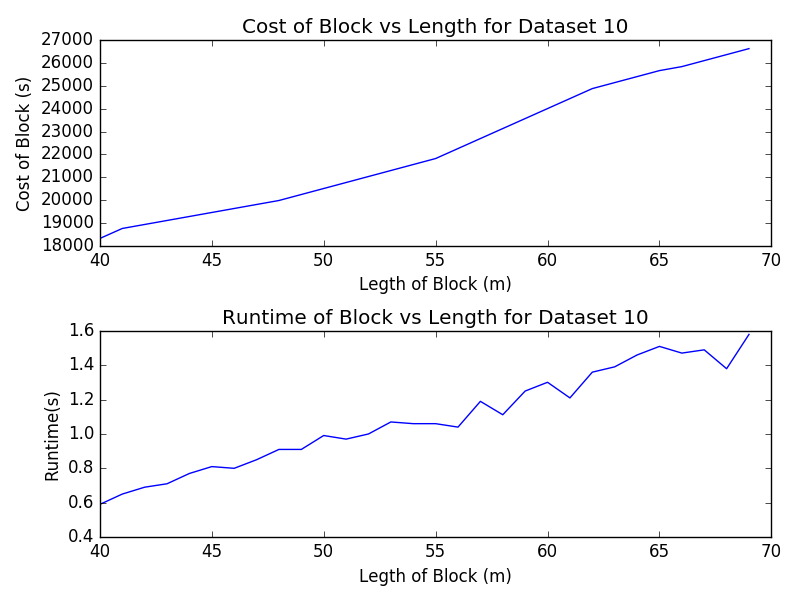 Cost of Block vs Length for Dataset 10
27000
26000
25000
24000
23000
22000
21000
20000
19000
18000
Cost of Block (s)
40 45 50 55 60 65 70
Legth of Block (m)
Runtime of Block vs Length for Dataset 10
1.6
1.4
1.2
1.0
0.8
0.6
0.4
Runtime(s)
40 45 50 55 60 65 70
Legth of Block (m)